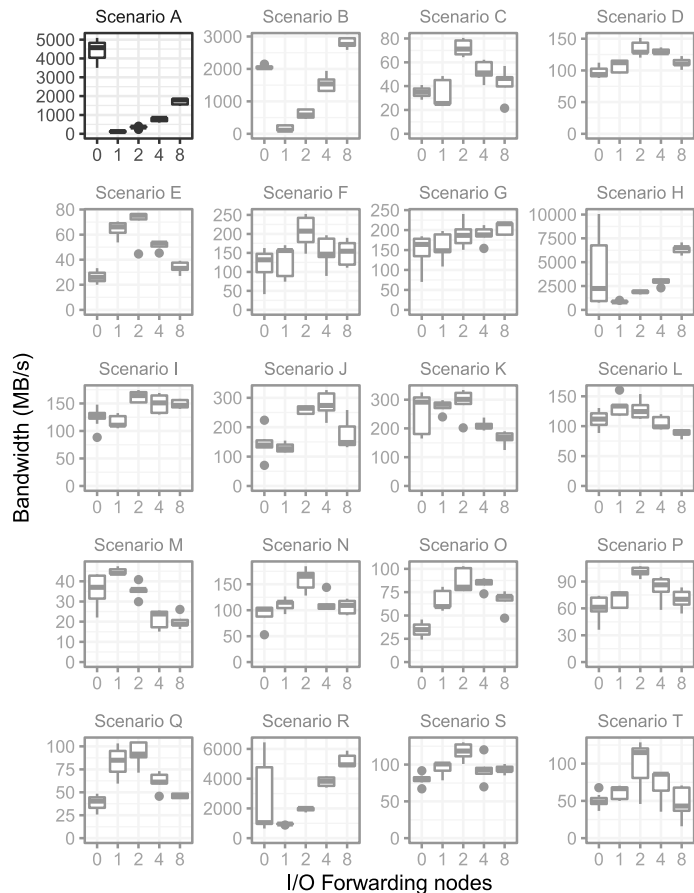 Scenario A
Scenario B
Scenario C
Scenario D
5000
4000
3000
2000
1000
0
0 1 2 4 8
3000
2000
1000
0
0 1 2 4 8
80
60
40
20
0
0 1 2 4 8
150
100
50
0
0 1 2 4 8
Scenario E
Scenario F
Scenario G
Scenario H
80
60
40
20
0
0 1 2 4 8
250
200
150
100
50
0
0 1 2 4 8
250
200
150
100
50
0
0 1 2 4 8
10000
7500
5000
2500
0
0 1 2 4 8
Bandwidth (MB/s)
Scenario I
Scenario J
Scenario K
Scenario L
150
100
50
0
0 1 2 4 8
300
200
100
0
0 1 2 4 8
300
200
100
0
0 1 2 4 8
150
100
50
0
0 1 2 4 8
Scenario M
Scenario N
Scenario O
Scenario P
40
30
20
10
0
0 1 2 4 8
150
100
50
0
0 1 2 4 8
100
75
50
25
0
0 1 2 4 8
90
60
30
0
0 1 2 4 8
Scenario Q
Scenario R
Scenario S
Scenario T
100
75
50
25
0
0 1 2 4 8
6000
4000
2000
0
0 1 2 4 8
100
50
0
0 1 2 4 8
100
50
0
0 1 2 4 8
I/O Forwarding nodes